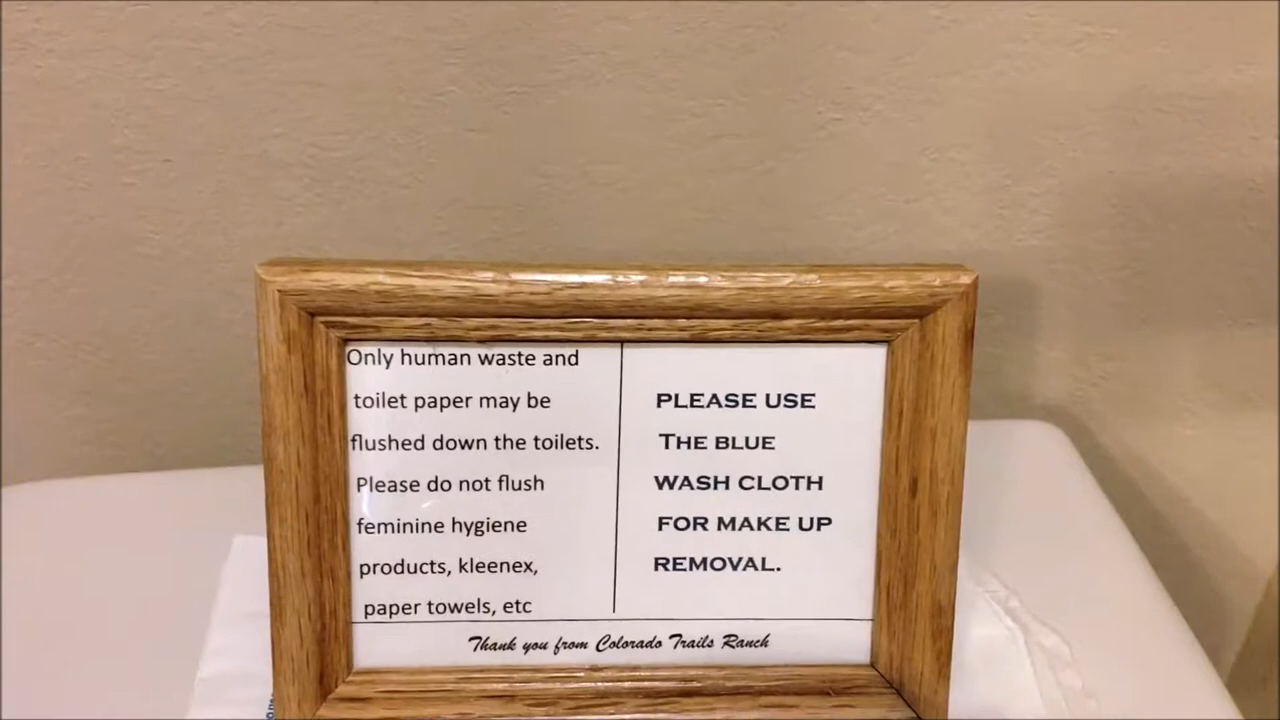 Only human waste and
toilet paper may be
flushed down the toilets.
Please do not flush
feminine hygiene
products, kleenex,
paper towels, etc
PLEASE USE
THE BLUE
WASH CLOTH
FOR MAKE UP
REMOVAL.
Thank you from Colorado Trails Ranch